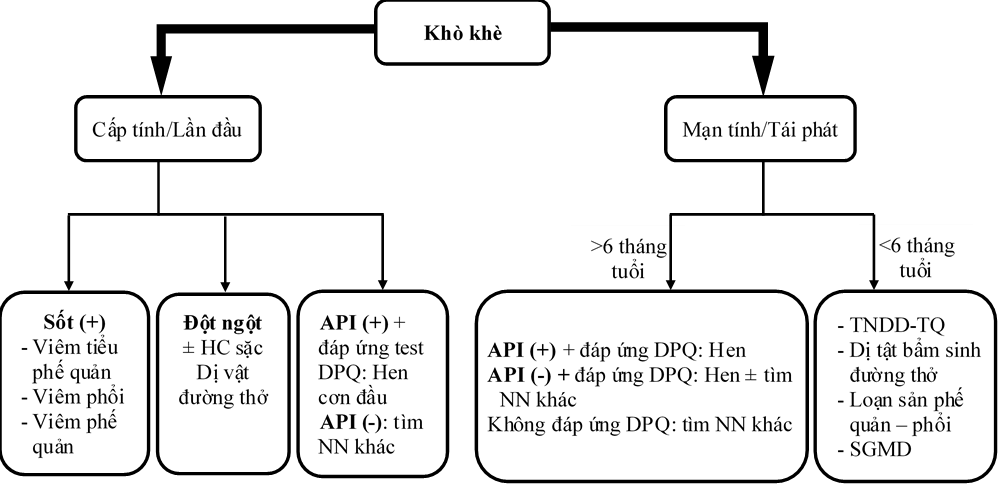 Khò khè
Cấp tính/Lần đầu
Mạn tính/Tái phát
>6 tháng
tuổi
<6 tháng
tuổi
Sốt (+)
- Viêm tiểu
phế quản
- Viêm phổi
- Viêm phế
quản
Đột ngột
± HC sặc
Dị vật
đường thở
API (+) +
đáp ứng test
DPQ: Hen
cơn đầu
API (-): tìm
NN khác
API (+) + đáp ứng DPQ: Hen
API (-) + đáp ứng DPQ: Hen ± tìm
NN khác
Không đáp ứng DPQ: tìm NN khác
- TNDD-TQ
- Dị tật bẩm sinh
đường thở
- Loạn sản phế
quản – phổi
- SGMD